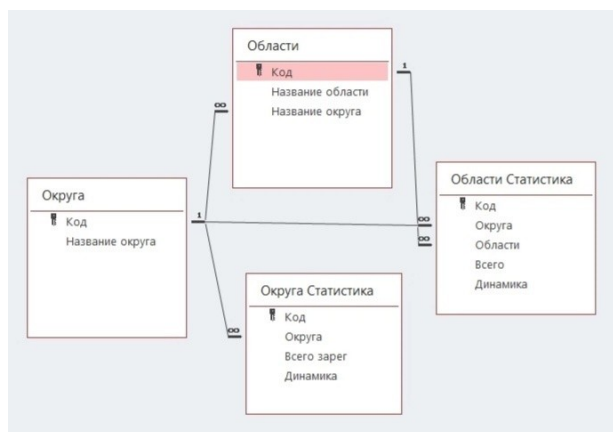 Области
Код
Название области
Название округа
1
∞
Округа
Код
Название округа
1
Области Статистика
Код
Округа
Области
Всего
Динамика
∞
∞
Округа Статистика
Код
Округа
Всего зарег
Динамика
∞